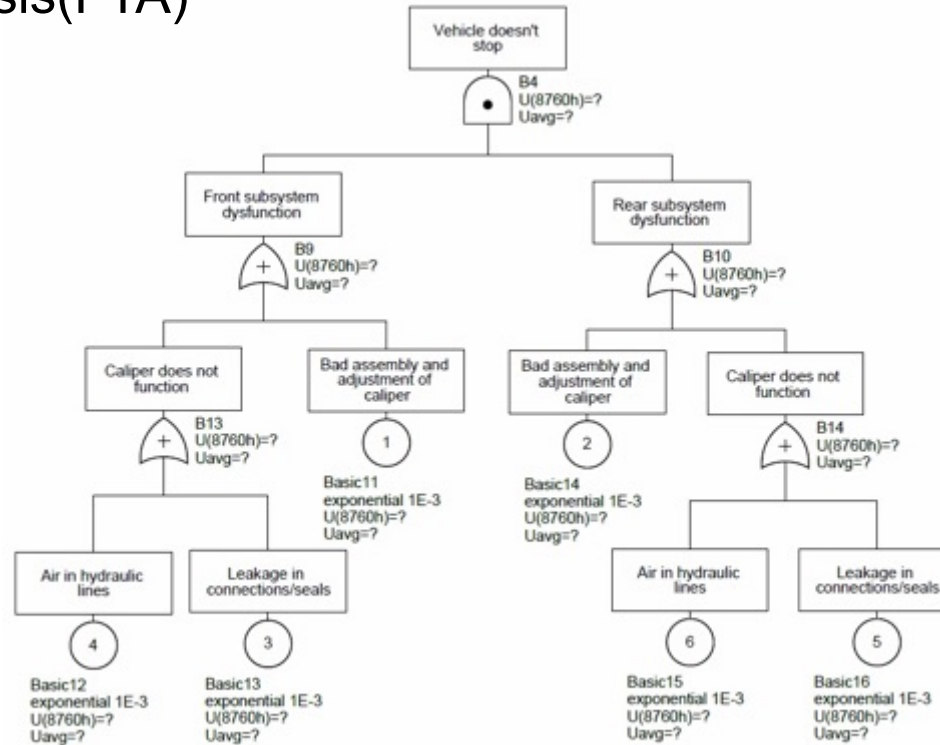 sis(FTA)
Vehicle doesn't
stop
B4
U(8760h)=?
Uavg=?
Front subsystem
dysfunction
B9
U(8760h)=?
Uavg=?
Rear subsystem
dysfunction
B10
U(8760h)=?
Uavg=?
Caliper does not
function
B13
U(8760h)=?
Uavg=?
Bad assembly and
adjustment of
caliper
1
Basic11
exponential 1E-3
U(8760h)=?
Uavg=?
Bad assembly and
adjustment of
caliper
2
Basic14
exponential 1E-3
U(8760h)=?
Uavg=?
Caliper does not
function
B14
U(8760h)=?
Uavg=?
Air in hydraulic
lines
4
Basic12
exponential 1E-3
U(8760h)=?
Uavg=?
Leakage in
connections/seals
3
Basic13
exponential 1E-3
U(8760h)=?
Uavg=?
Air in hydraulic
lines
6
Basic15
exponential 1E-3
U(8760h)=?
Uavg=?
Leakage in
connections/seals
5
Basic16
exponential 1E-3
U(8760h)=?
Uavg=?